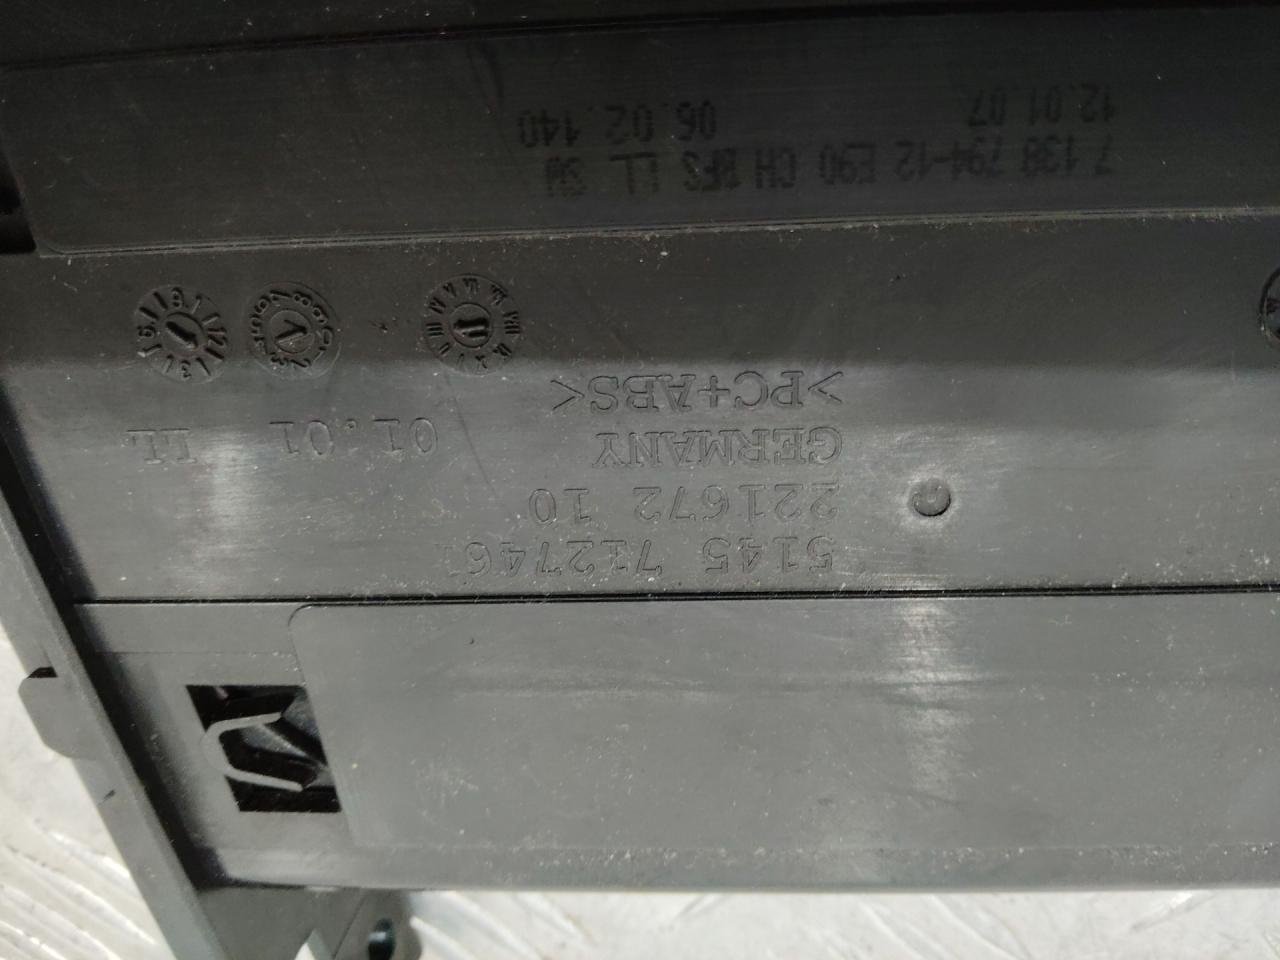 5145 7127461
221672 10
GERMANY 01.01 LL
>PC+ABS<
7 138 794-12 E90 CH BFS LL SW
12.01.07 06.02.140